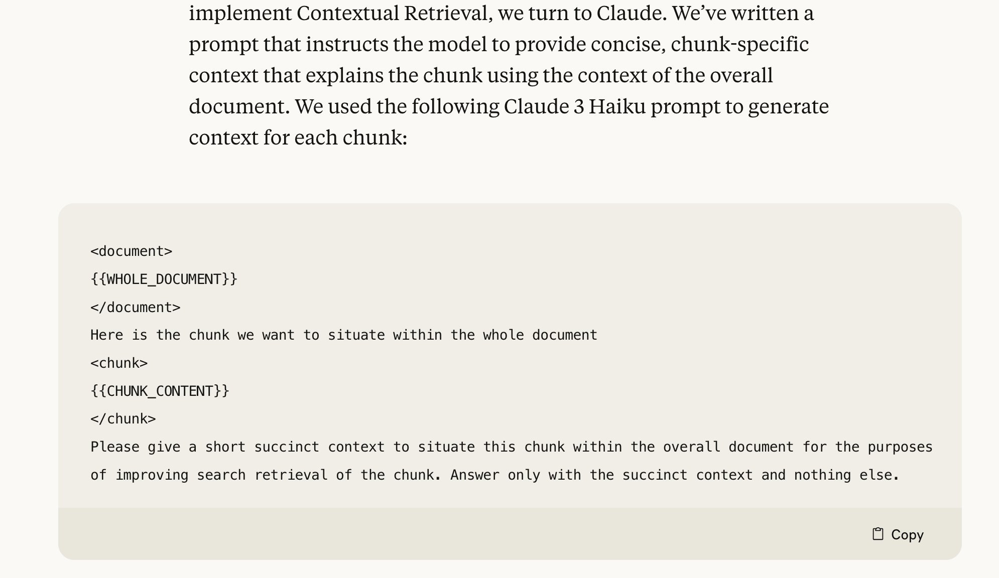 implement Contextual Retrieval, we turn to Claude. We’ve written a
prompt that instructs the model to provide concise, chunk-specific
context that explains the chunk using the context of the overall
document. We used the following Claude 3 Haiku prompt to generate
context for each chunk:
<document>
{{WHOLE_DOCUMENT}}
</document>
Here is the chunk we want to situate within the whole document
<chunk>
{{CHUNK_CONTENT}}
</chunk>
Please give a short succinct context to situate this chunk within the overall document for the purposes
of improving search retrieval of the chunk. Answer only with the succinct context and nothing else.
Copy